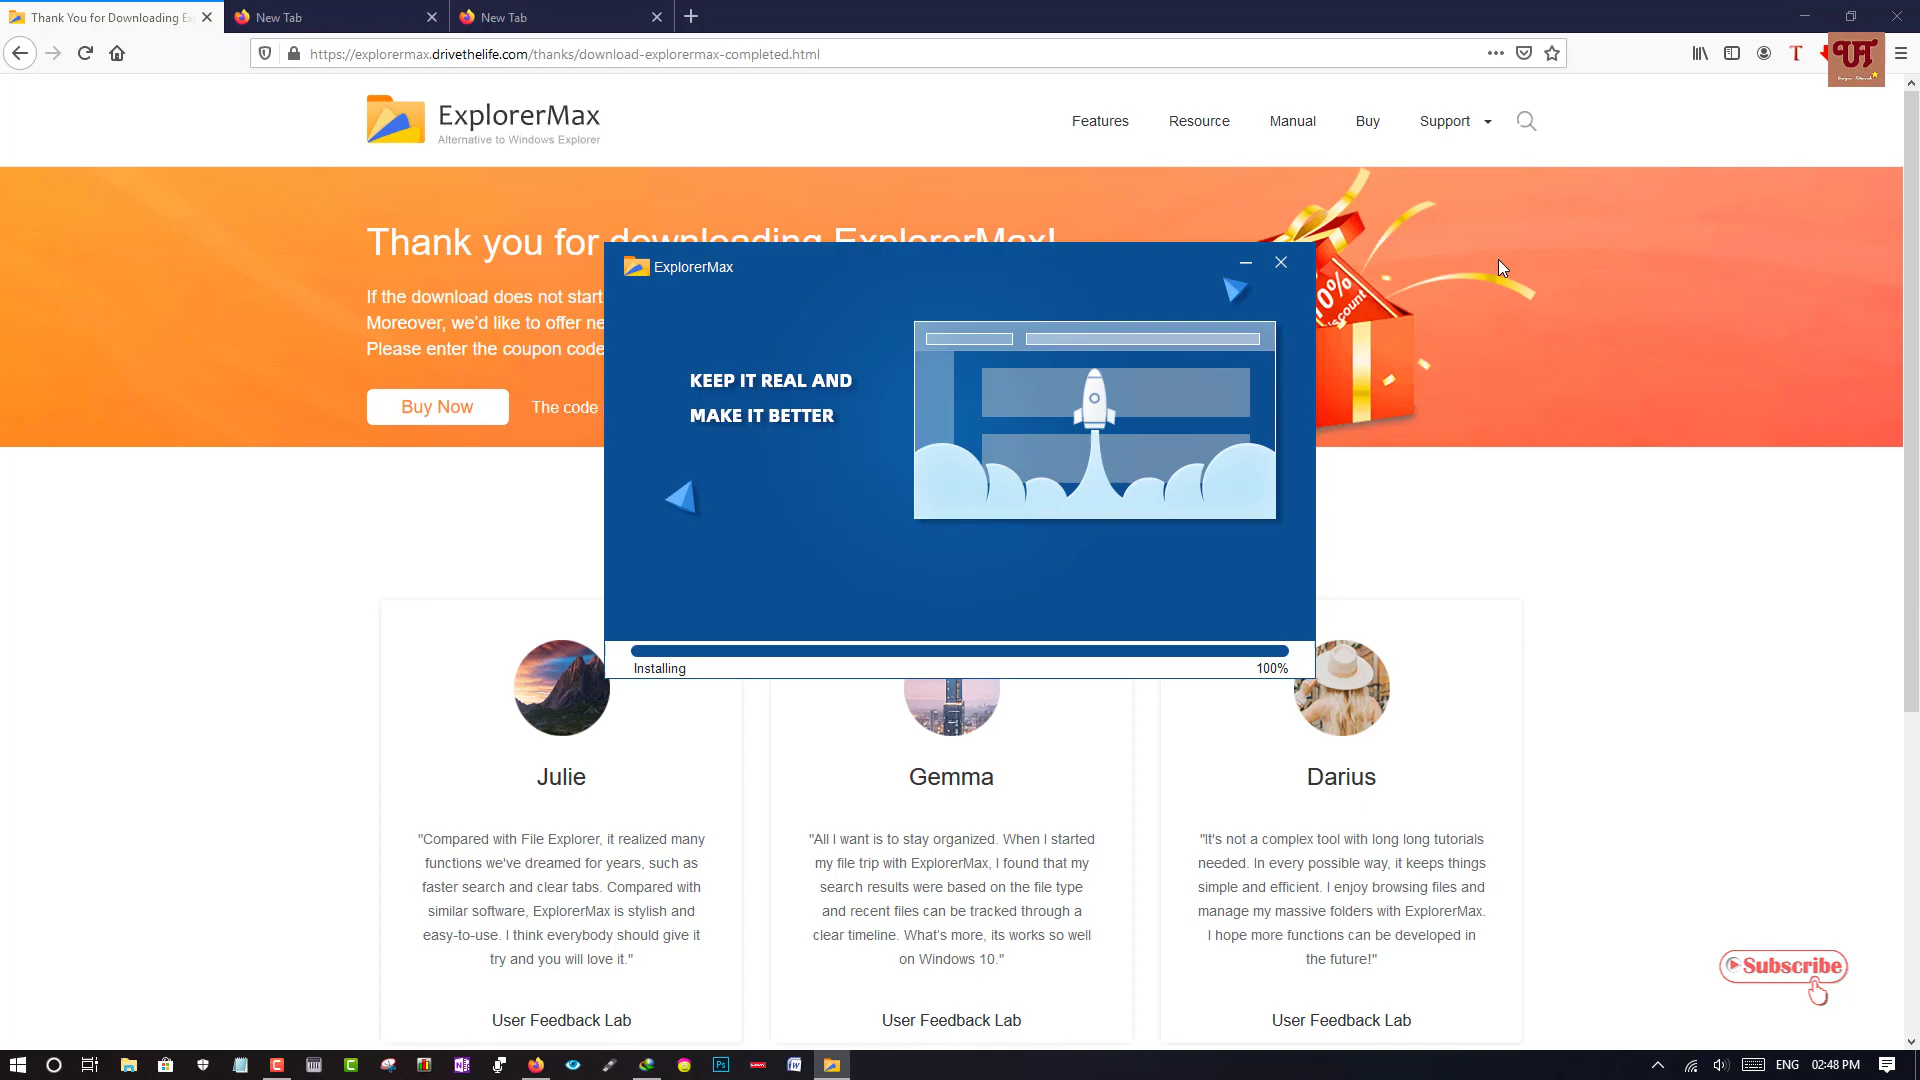 Thank You for Downloading Ex
New Tab
New Tab
https://explorermax.drivethelife.com/thanks/download-explorermax-completed.html
T
UT
ExplorerMax
Alternative to Windows Explorer
Features
Resource
Manual
Buy
Support
Thank you for downloading ExplorerMax!
If the download does not start
Moreover, we'd like to offer ne
Please enter the coupon code
Buy Now
The code
0%
scount
ExplorerMax
KEEP IT REAL AND
MAKE IT BETTER
Installing
100%
Julie
"Compared with File Explorer, it realized many
functions we've dreamed for years, such as
faster search and clear tabs. Compared with
similar software, ExplorerMax is stylish and
easy-to-use. I think everybody should give it
try and you will love it."
User Feedback Lab
Gemma
"All I want is to stay organized. When I started
my file trip with ExplorerMax, I found that my
search results were based on the file type
and recent files can be tracked through a
clear timeline. What's more, its works so well
on Windows 10."
User Feedback Lab
Darius
"It's not a complex tool with long long tutorials
needed. In every possible way, it keeps things
simple and efficient. I enjoy browsing files and
manage my massive folders with ExplorerMax.
I hope more functions can be developed in
the future!"
User Feedback Lab
Subscribe
ENG
02:48 PM